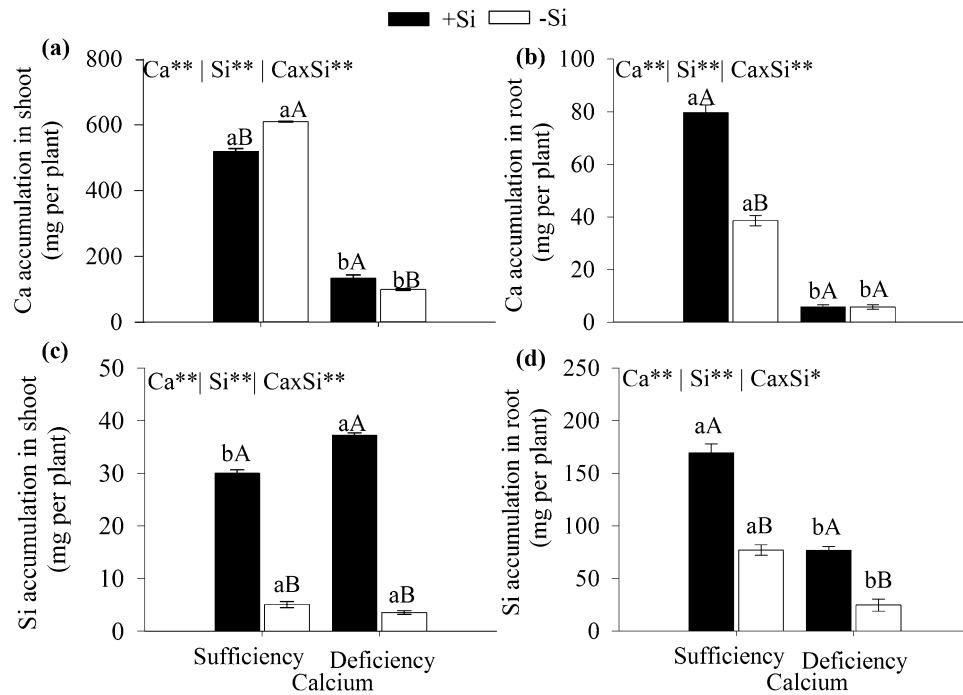 +Si -Si
(a)
Ca** | Si** | CaxSi**
Ca accumulation in shoot
(mg per plant)
800
600
400
200
0
aB
aA
bA
bB
(b)
Ca** | Si**| CaxSi**
Ca accumulation in root
(mg per plant)
100
80
60
40
20
0
aA
aB
bA
bA
(c)
Ca**| Si**| CaxSi**
Si accumulation in shoot
(mg per plant)
50
40
30
20
10
0
bA
aB
aA
aB
Sufficiency
Deficiency
Calcium
(d)
Ca** | Si** | CaxSi*
Si accumulation in root
(mg per plant)
250
200
150
100
50
0
aA
aB
bA
bB
Sufficiency
Deficiency
Calcium